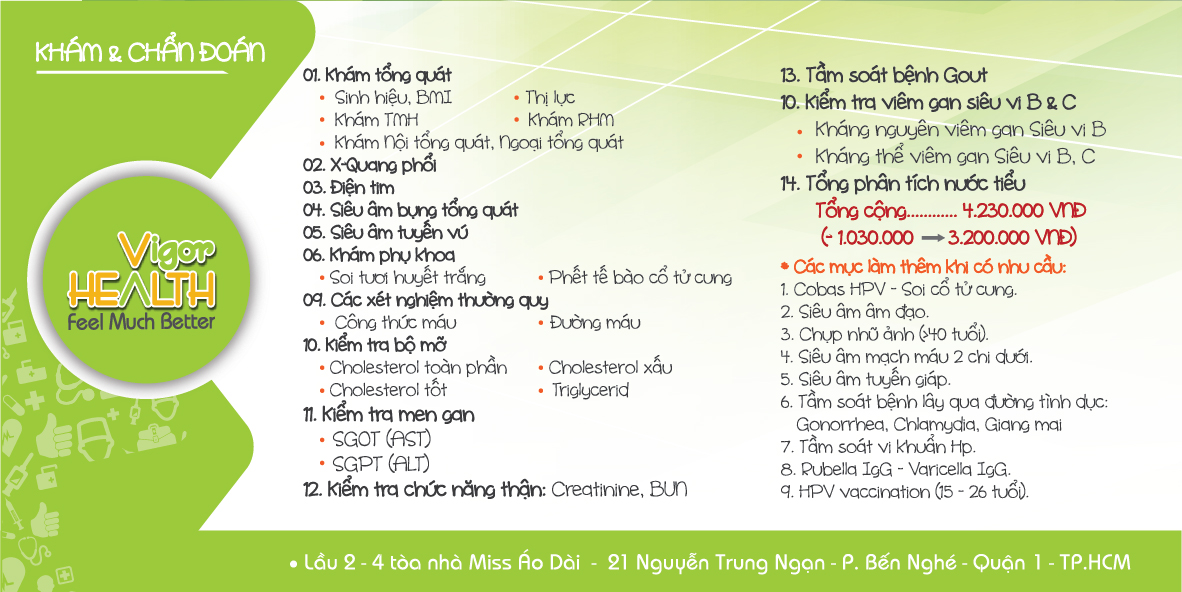 KHÁM & CHẨN ĐOÁN
Vigor
HEALTH
Feel Much Better
01. Khám tổng quát
• Sinh hiệu, BMI • Thị lực
• Khám TMH • Khám RHM
• Khám Nội tổng quát, Ngoại tổng quát
02. X-Quang phổi
03. Điện tim
04. Siêu âm bụng tổng quát
05. Siêu âm tuyến vú
06. Khám phụ khoa
• Soi tươi huyết trắng • Phết tế bào cổ tử cung
09. Các xét nghiệm thường quy
• Công thức máu • Đường máu
10. Kiểm tra bộ mỡ
• Cholesterol toàn phần • Cholesterol xấu
• Cholesterol tốt • Triglycerid
11. Kiểm tra men gan
• SGOT (AST)
• SGPT (ALT)
12. Kiểm tra chức năng thận: Creatinine, BUN
13. Tầm soát bệnh Gout
10. Kiểm tra viêm gan siêu vi B & C
• Kháng nguyên viêm gan Siêu vi B
• Kháng thể viêm gan Siêu vi B, C
14. Tổng phân tích nước tiểu
Tổng cộng............ 4.230.000 VNĐ
(- 1.030.000 → 3.200.000 VNĐ)
* Các mục làm thêm khi có nhu cầu:
1. Cobas HPV - Soi cổ tử cung.
2. Siêu âm âm đạo.
3. Chụp nhũ ảnh (>40 tuổi).
4. Siêu âm mạch máu 2 chi dưới.
5. Siêu âm tuyến giáp.
6. Tầm soát bệnh lây qua đường tình dục:
Gonorrhea, Chlamydia, Giang mai
7. Tầm soát vi khuẩn Hp.
8. Rubella IgG - Varicella IgG.
9. HPV vaccination (15 - 26 tuổi).
• Lầu 2 - 4 tòa nhà Miss Áo Dài - 21 Nguyễn Trung Ngạn - P. Bến Nghé - Quận 1 - TP.HCM